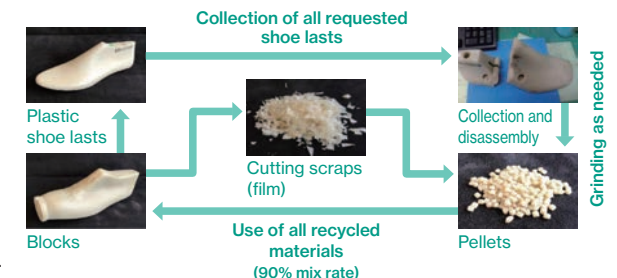 Collection of all requested
shoe lasts
Plastic
shoe lasts
Collection and
disassembly
Grinding as needed
Cutting scraps
(film)
Blocks
Use of all recycled
materials
(90% mix rate)
Pellets